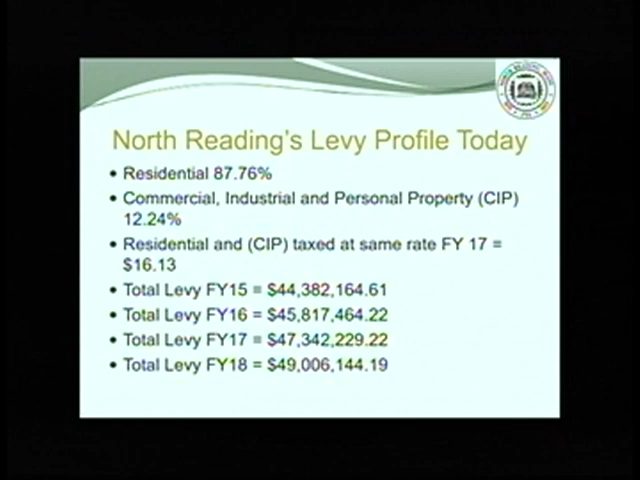 North Reading's Levy Profile Today
• Residential 87.76%
• Commercial, Industrial and Personal Property (CIP)
12.24%
• Residential and (CIP) taxed at same rate FY 17 =
$16.13
• Total Levy FY15 = $44,382,164.61
• Total Levy FY16 = $45,817,464.22
• Total Levy FY17 = $47,342,229.22
• Total Levy FY18 = $49,006,144.19